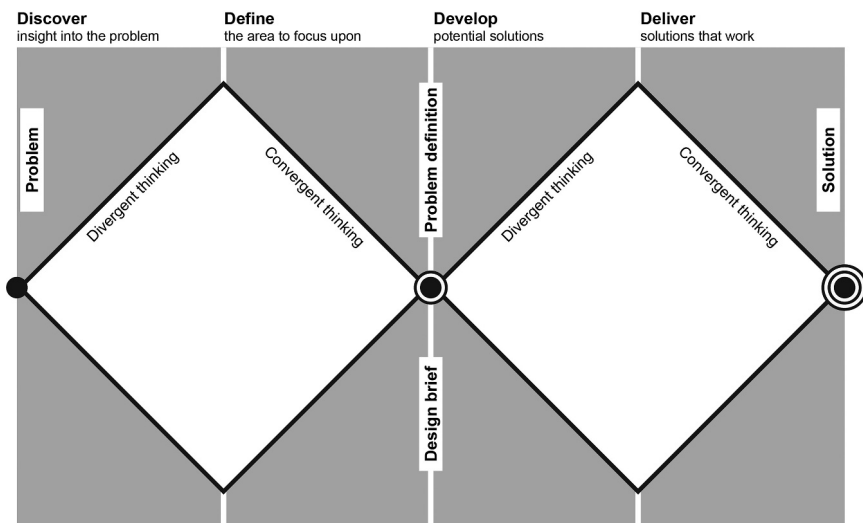 Discover
insight into the problem
Define
the area to focus upon
Develop
potential solutions
Deliver
solutions that work
Problem
Divergent thinking
Convergent thinking
Problem definition
Design brief
Divergent thinking
Convergent thinking
Solution